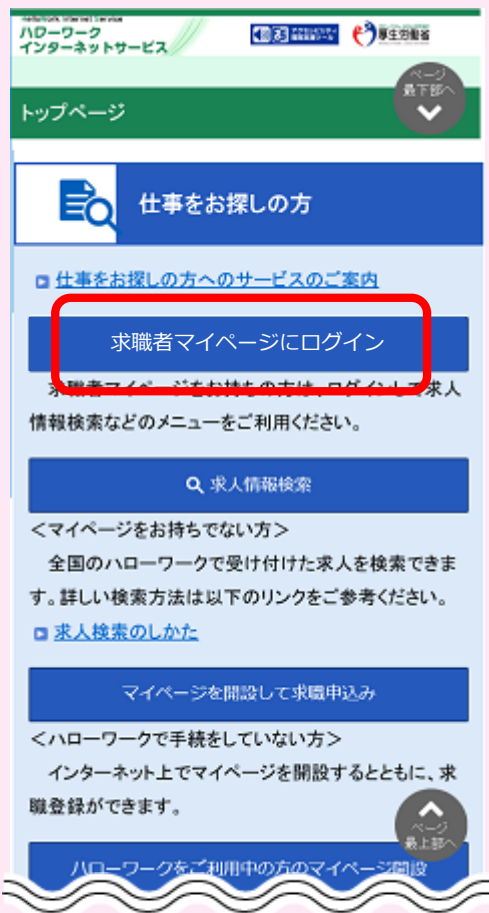 ハローワーク
インターネットサービス
厚生労働省
ページ
最下部へ
トップページ
仕事をお探しの方
仕事をお探しの方へのサービスのご案内
求職者マイページにログイン
求職者マイページをお持ちの方は、ログインして求人
情報検索などのメニューをご利用ください。
求人情報検索
<マイページをお持ちでない方>
全国のハローワークで受け付けた求人を検索できま
す。詳しい検索方法は以下のリンクをご参考ください。
求人検索のしかた
マイページを開設して求職申込み
<ハローワークで手続をしていない方>
インターネット上でマイページを開設するとともに、求
職登録ができます。
ページ
最上部へ
ハローワークをご利用中の方のマイページ開設